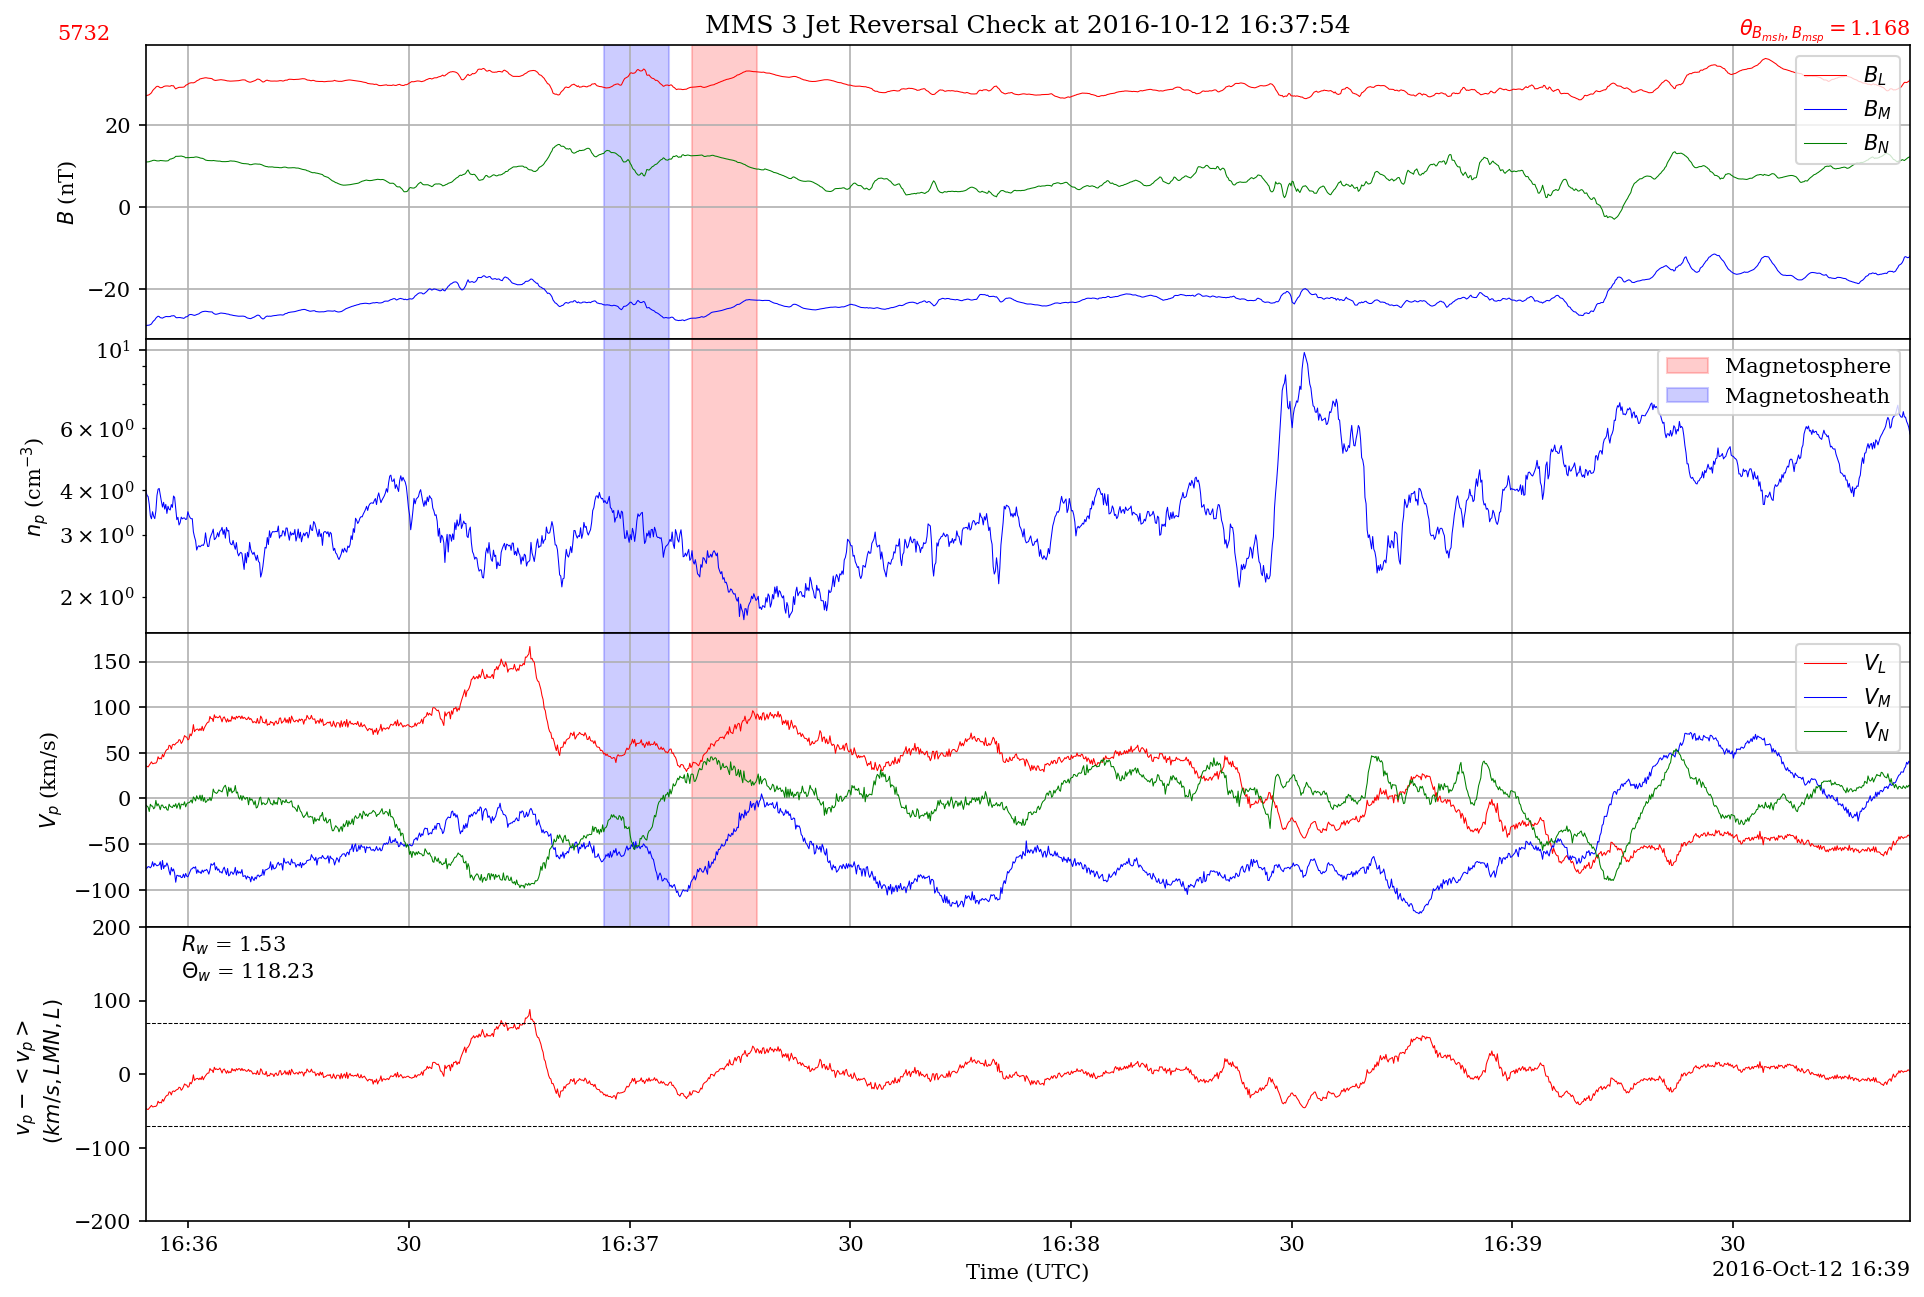 5732
MMS 3 Jet Reversal Check at 2016-10-12 16:37:54
θ_{B_{msh}, B_{msp}} = 1.168
B (nT)
20
0
−20
B_L
B_M
B_N
n_p (cm^{−3})
10^1
6 × 10^0
4 × 10^0
3 × 10^0
2 × 10^0
Magnetosphere
Magnetosheath
V_p (km/s)
150
100
50
0
−50
−100
V_L
V_M
V_N
v_p − < v_p >
(km/s, LMN, L)
200
100
0
−100
−200
R_w = 1.53
Θ_w = 118.23
16:36 30 16:37 30 16:38 30 16:39 30
Time (UTC)
2016-Oct-12 16:39